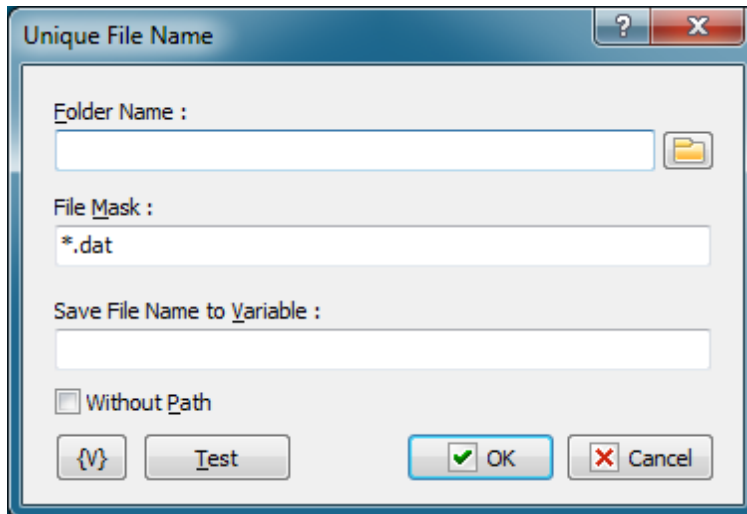 Unique File Name
?
Folder Name :
File Mask :
*.dat
Save File Name to Variable :
Without Path
{V} Test OK Cancel